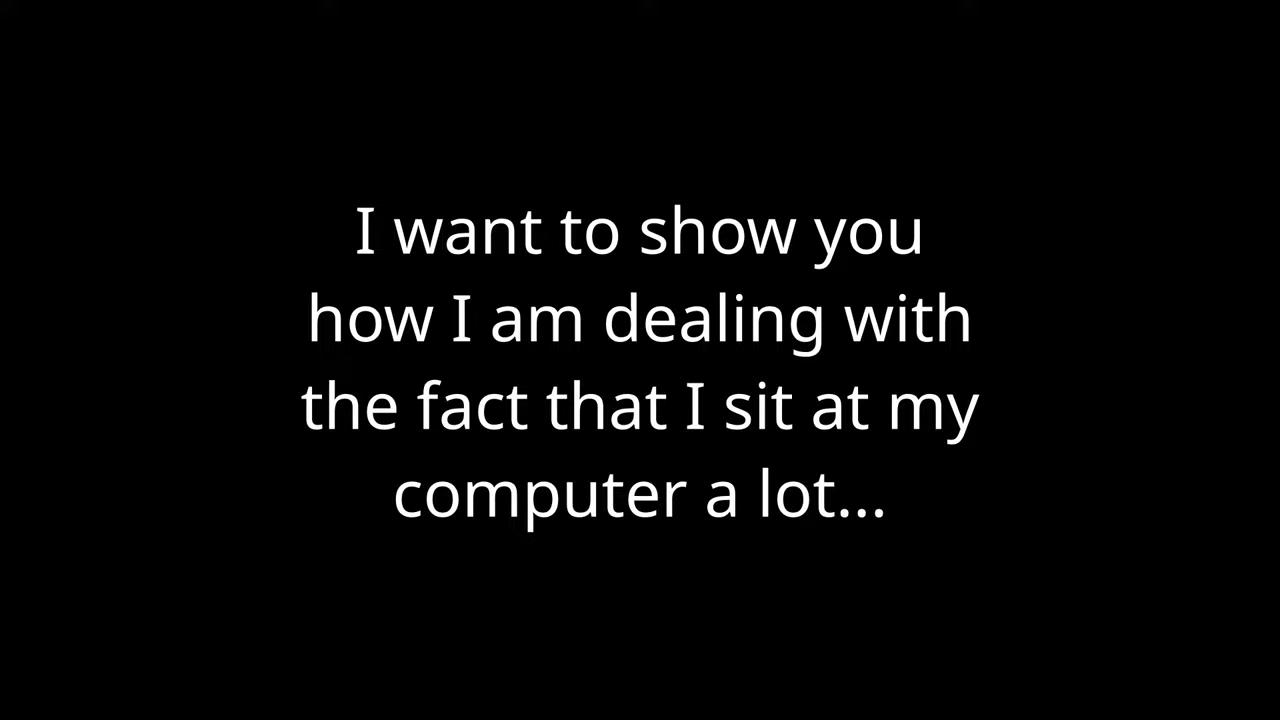 I want to show you
how I am dealing with
the fact that I sit at my
computer a lot...